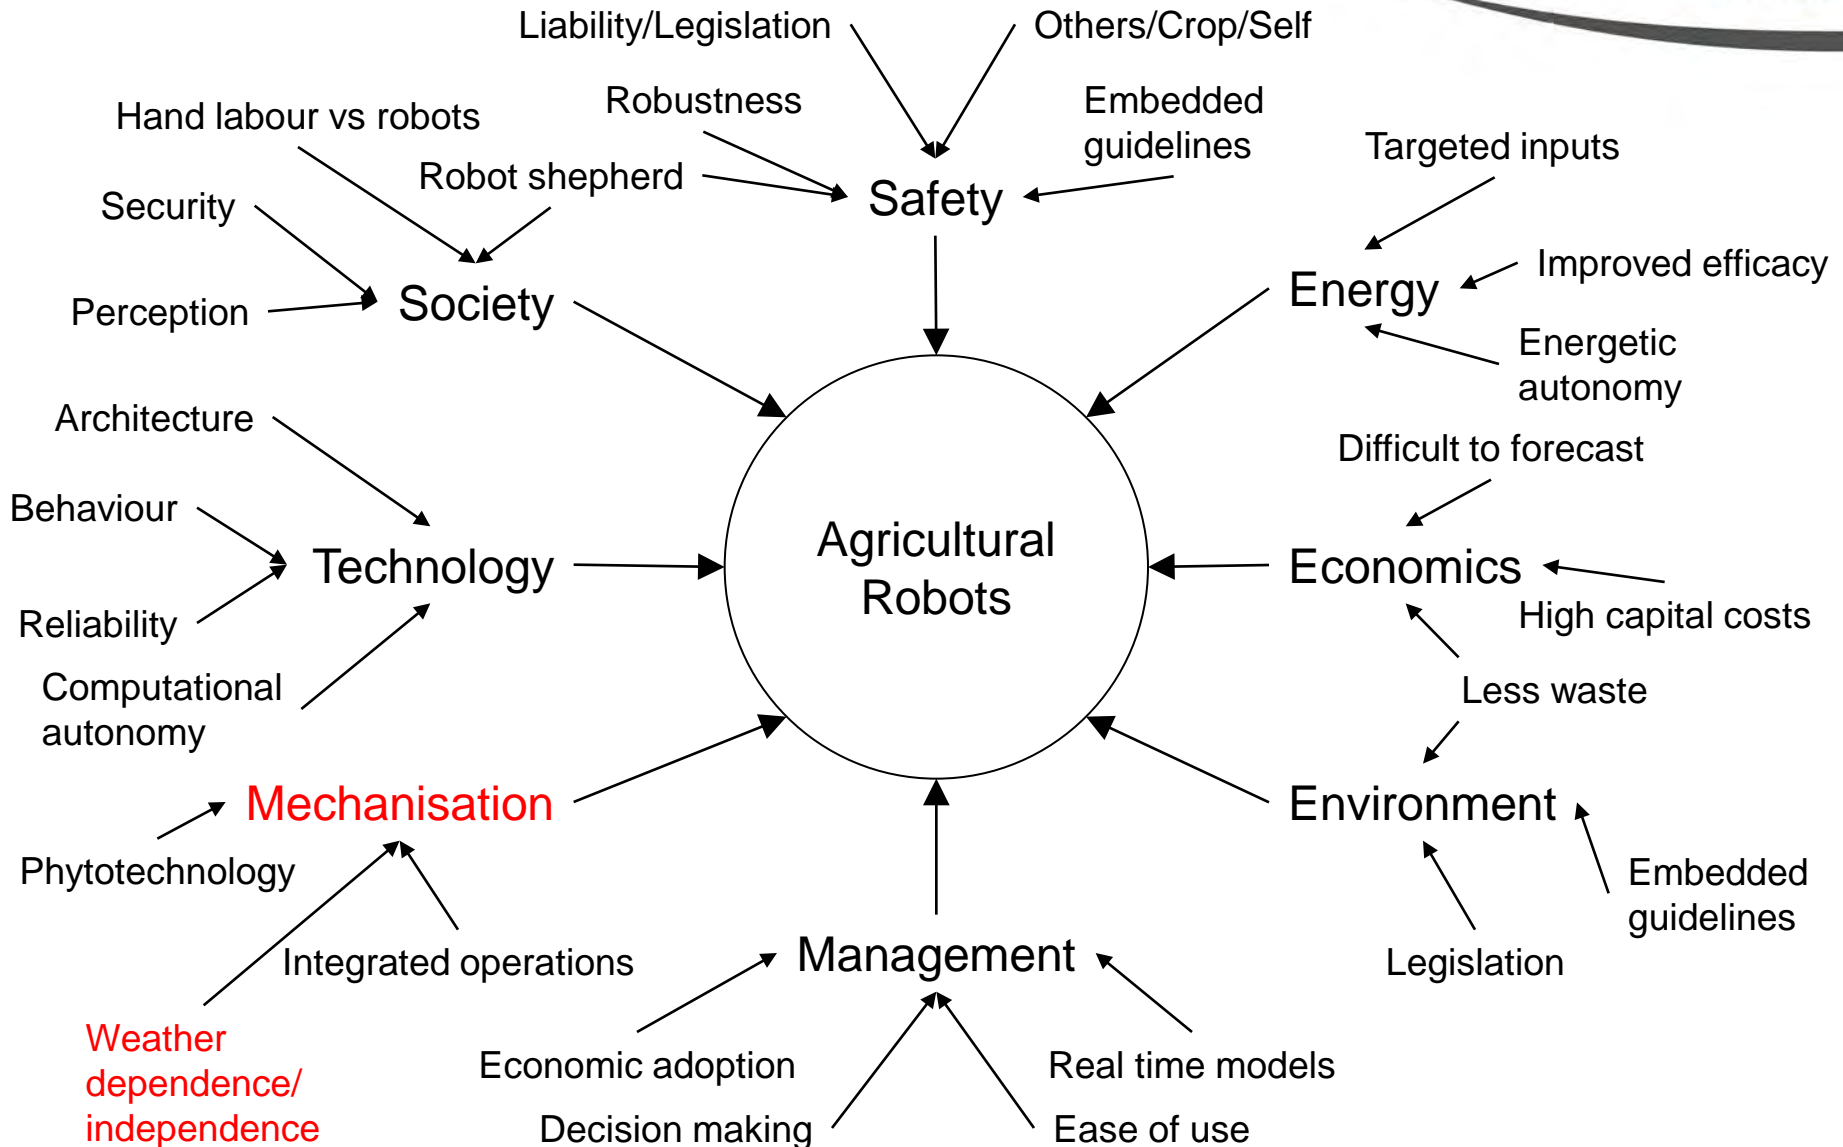 Liability/Legislation
Others/Crop/Self
Hand labour vs robots
Robustness
Embedded
guidelines
Targeted inputs
Robot shepherd
Security
Safety
Improved efficacy
Energy
Perception
Society
Energetic
autonomy
Architecture
Difficult to forecast
Behaviour
Agricultural
Robots
Technology
Economics
Reliability
High capital costs
Computational
autonomy
Less waste
Mechanisation
Environment
Phytotechnology
Embedded
guidelines
Integrated operations
Management
Legislation
Weather
dependence/
independence
Economic adoption
Real time models
Decision making
Ease of use